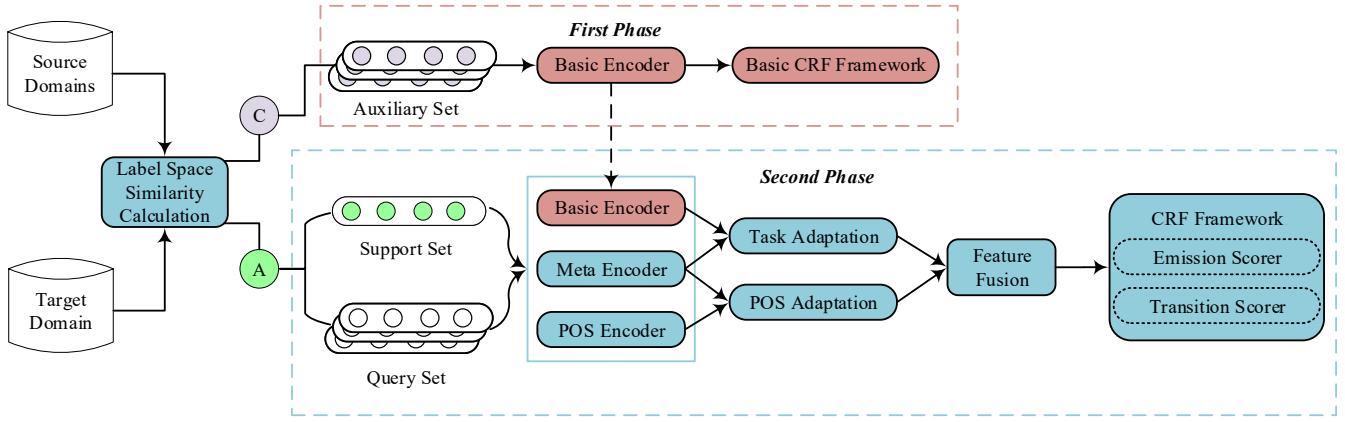 Source
Domains
Label Space
Similarity
Calculation
Target
Domain
C
A
First Phase
Auxiliary Set
Basic Encoder
Basic CRF Framework
Second Phase
Support Set
Query Set
Basic Encoder
Meta Encoder
POS Encoder
Task Adaptation
POS Adaptation
Feature
Fusion
CRF Framework
Emission Scorer
Transition Scorer